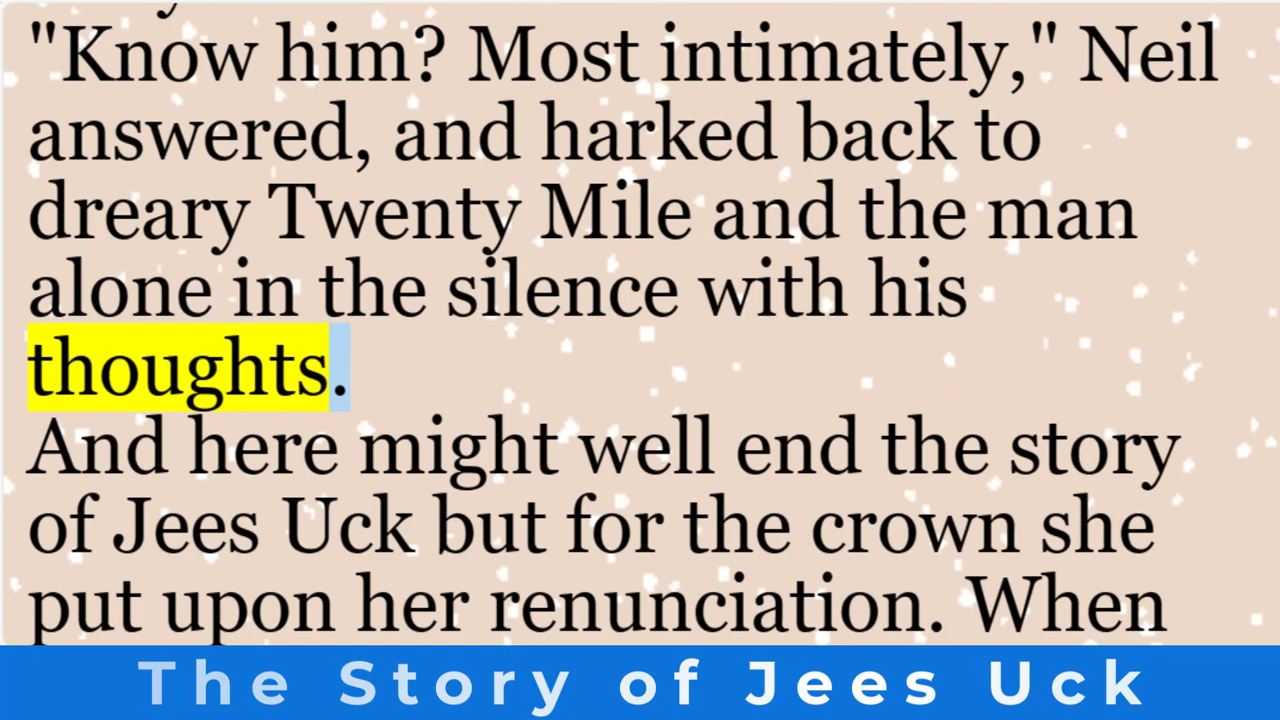 "Know him? Most intimately," Neil
answered, and harked back to
dreary Twenty Mile and the man
alone in the silence with his
thoughts.
And here might well end the story
of Jees Uck but for the crown she
put upon her renunciation. When
The Story of Jees Uck